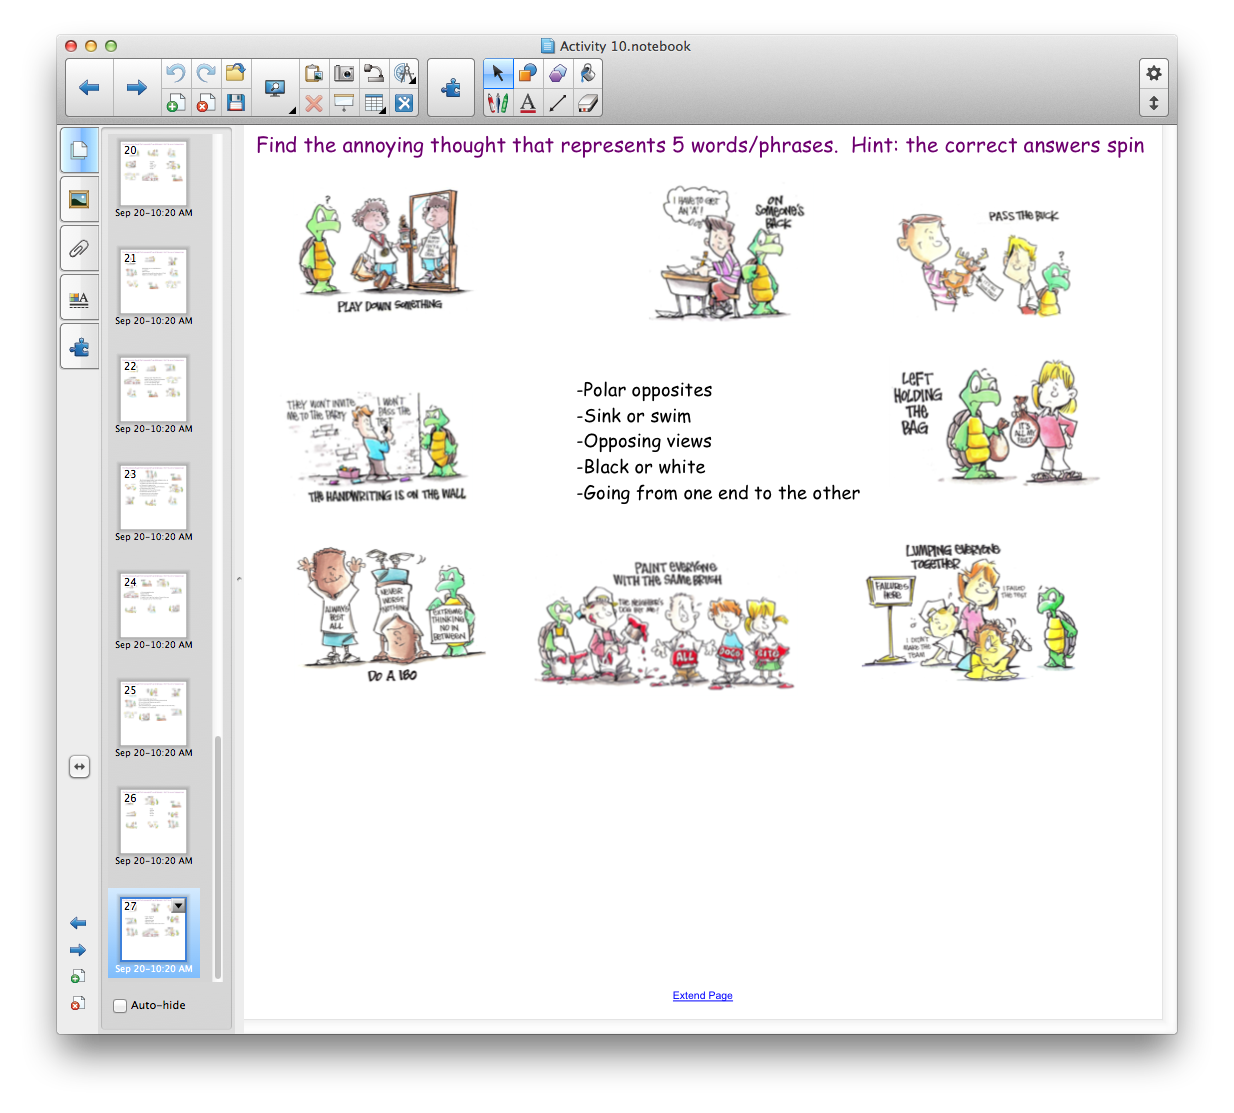 Activity 10.notebook
20
Sep 20-10:20 AM
21
Sep 20-10:20 AM
22
Sep 20-10:20 AM
23
Sep 20-10:20 AM
24
Sep 20-10:20 AM
25
Sep 20-10:20 AM
26
Sep 20-10:20 AM
27
Sep 20-10:20 AM
Auto-hide
Find the annoying thought that represents 5 words/phrases. Hint: the correct answers spin
?
PLAY DOWN SOMETHING
I HAVE TO GET
AN 'A'!
ON
SOMEONE'S
BACK
PASS THE BUCK
?
THEY WON'T INVITE
ME TO THE PARTY
I WON'T
PASS THE
TEST
THE HANDWRITING IS ON THE WALL
-Polar opposites
-Sink or swim
-Opposing views
-Black or white
-Going from one end to the other
LEFT
HOLDING
THE
BAG
IT'S
ALL MY
FAULT
ALWAYS
BEST
ALL
NEVER
WORST
NOTHING
EXTREME
THINKING
NO IN
BETWEEN
DO A 180
PAINT EVERYONE
WITH THE SAME BRUSH
THE NEIGHBOR'S
DOG BIT ME!
ALL
DOGS
BITE
LUMPING EVERYONE
TOGETHER
FAILURES
HERE
I FAILED
THE TEST
I DIDN'T
MAKE THE
TEAM
Extend Page